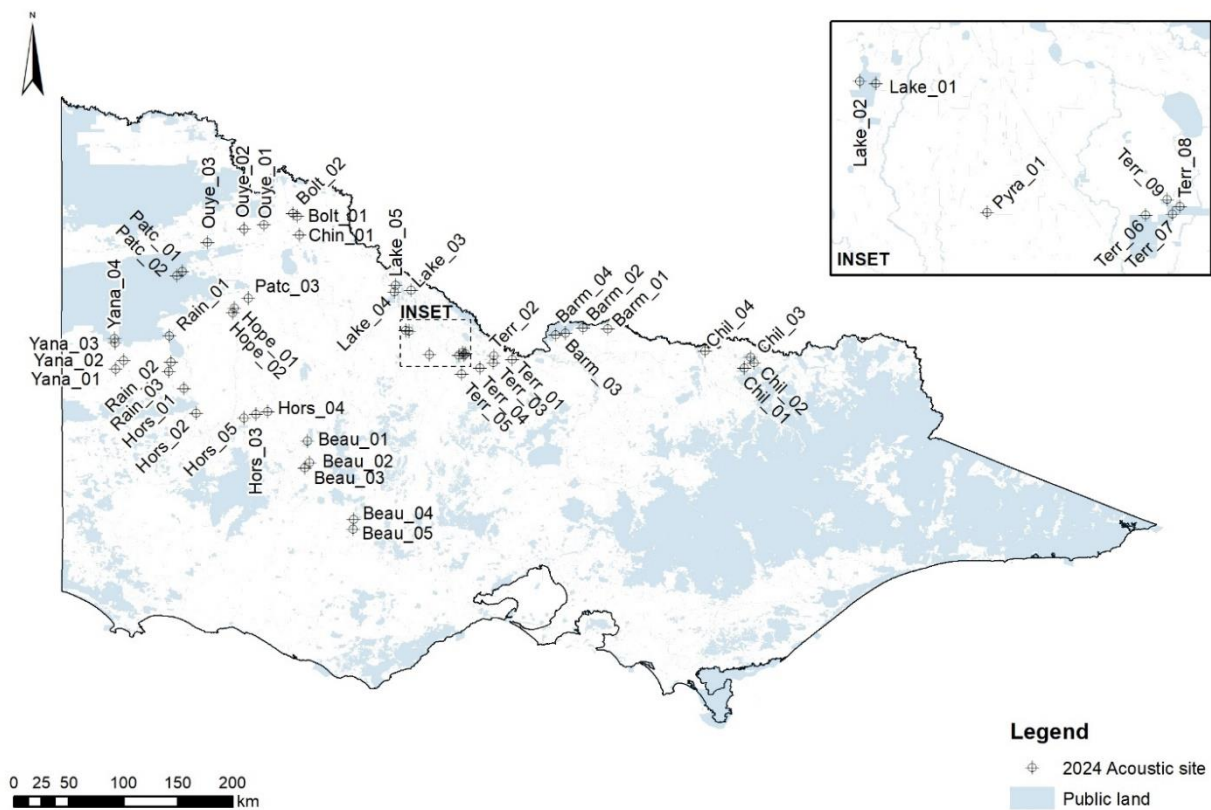 N
Lake_02
Lake_01
Pyra_01
Terr_09
Terr_08
Terr_06
Terr_07
INSET
Ouye_03
Ouye_02
Ouye_01
Bolt_02
Bolt_01
Chin_01
Patc_01
Patc_02
Lake_05
Lake_03
Yana_04
Rain_01
Patc_03
Lake_04
INSET
Terr_02
Barm_04
Barm_02
Barm_01
Chil_04
Chil_03
Yana_03
Yana_02
Yana_01
Hope_01
Hope_02
Barm_03
Terr_01
Terr_03
Terr_04
Terr_05
Chil_02
Chil_01
Rain_02
Rain_03
Hors_01
Hors_02
Hors_05
Hors_03
Hors_04
Beau_01
Beau_02
Beau_03
Beau_04
Beau_05
Legend
2024 Acoustic site
Public land
0 25 50 100 150 200
km